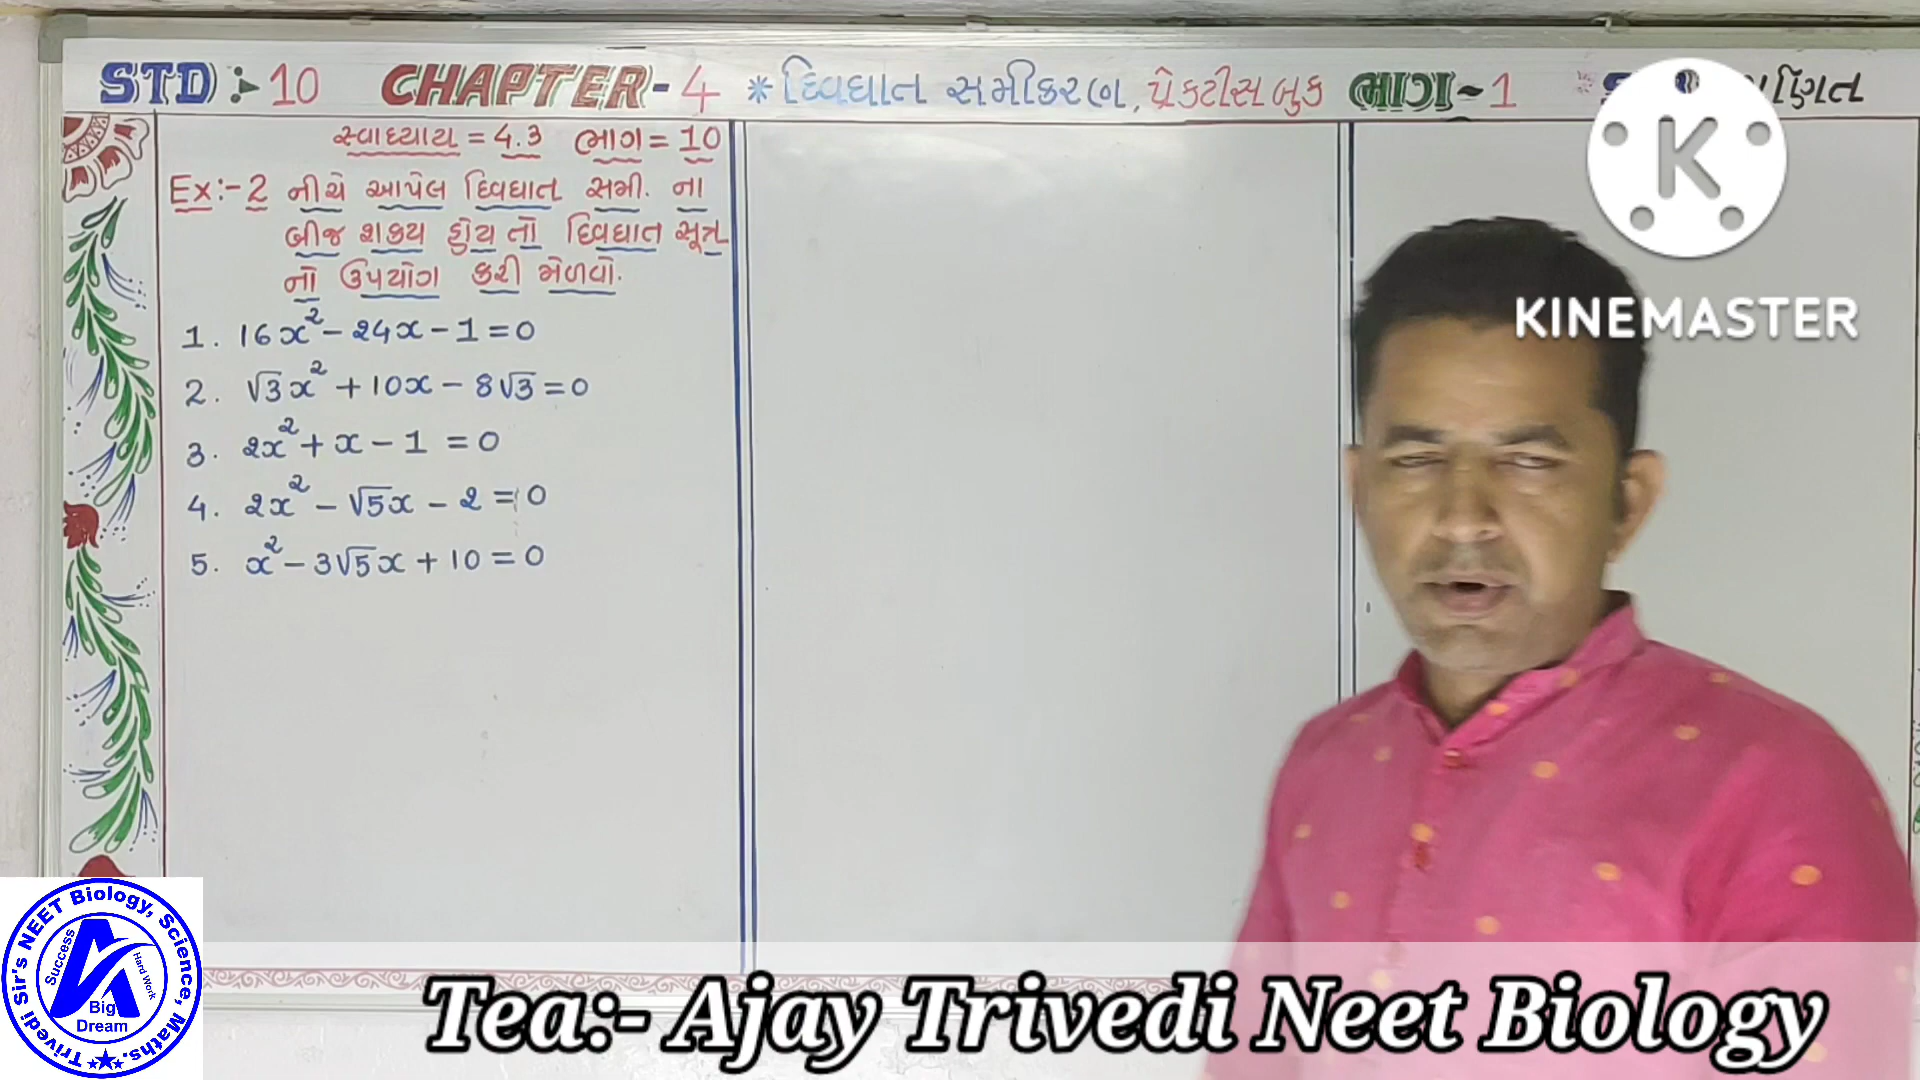 STD :- 10 CHAPTER - 4 * દ્વિઘાત સમીકરણ, પ્રેકટીસ બુક ભાગ ~ 1 ગણિત
સ્વાધ્યાય = 4.3 ભાગ = 10
Ex:- 2 નીચે આપેલ દ્વિઘાત સમી. ના
બીજ શકય હોય તો દ્વિઘાત સૂત્ર
નો ઉપયોગ કરી મેળવો.
1. 16x² - 24x - 1 = 0
2. √3x² + 10x - 8√3 = 0
3. 2x² + x - 1 = 0
4. 2x² - √5x - 2 = 0
5. x² - 3√5x + 10 = 0
K
KINEMASTER
Trivedi Sir's NEET Biology, Science, Maths.
Success
Hard Work
Big
Dream
Tea:- Ajay Trivedi Neet Biology